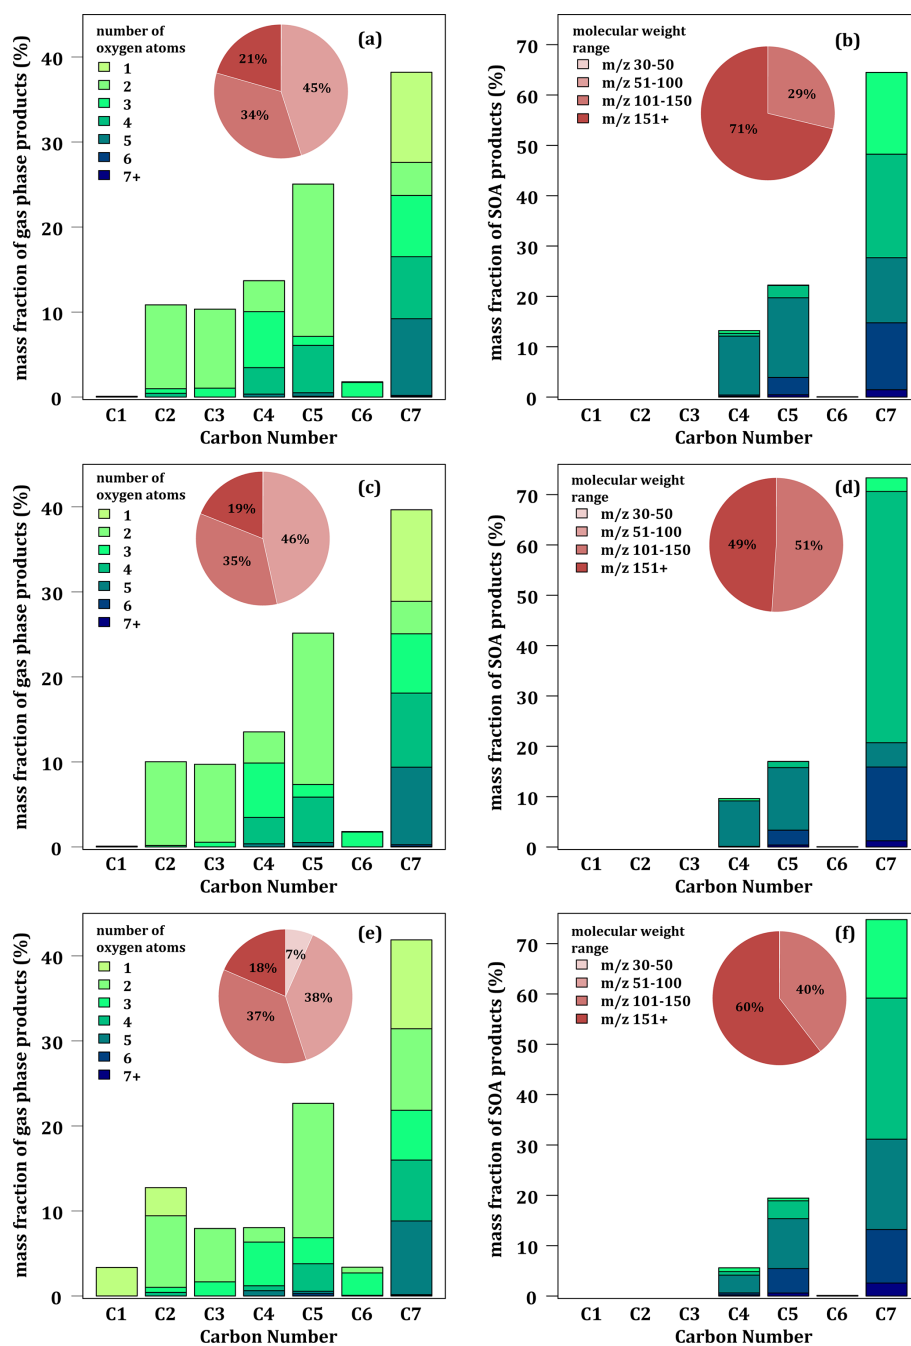 number of
oxygen atoms
1
2
3
4
5
6
7+
(a)
21%
45%
34%
mass fraction of gas phase products (%)
40
30
20
10
0
C1 C2 C3 C4 C5 C6 C7
Carbon Number
molecular weight
range
m/z 30-50
m/z 51-100
m/z 101-150
m/z 151+
(b)
29%
71%
mass fraction of SOA products (%)
70
60
50
40
30
20
10
0
C1 C2 C3 C4 C5 C6 C7
Carbon Number
number of
oxygen atoms
1
2
3
4
5
6
7+
(c)
19%
46%
35%
mass fraction of gas phase products (%)
40
30
20
10
0
C1 C2 C3 C4 C5 C6 C7
Carbon Number
molecular weight
range
m/z 30-50
m/z 51-100
m/z 101-150
m/z 151+
(d)
49%
51%
mass fraction of SOA products (%)
70
60
50
40
30
20
10
0
C1 C2 C3 C4 C5 C6 C7
Carbon Number
number of
oxygen atoms
1
2
3
4
5
6
7+
(e)
7%
18%
38%
37%
mass fraction of gas phase products (%)
40
30
20
10
0
C1 C2 C3 C4 C5 C6 C7
Carbon Number
molecular weight
range
m/z 30-50
m/z 51-100
m/z 101-150
m/z 151+
(f)
40%
60%
mass fraction of SOA products (%)
70
60
50
40
30
20
10
0
C1 C2 C3 C4 C5 C6 C7
Carbon Number